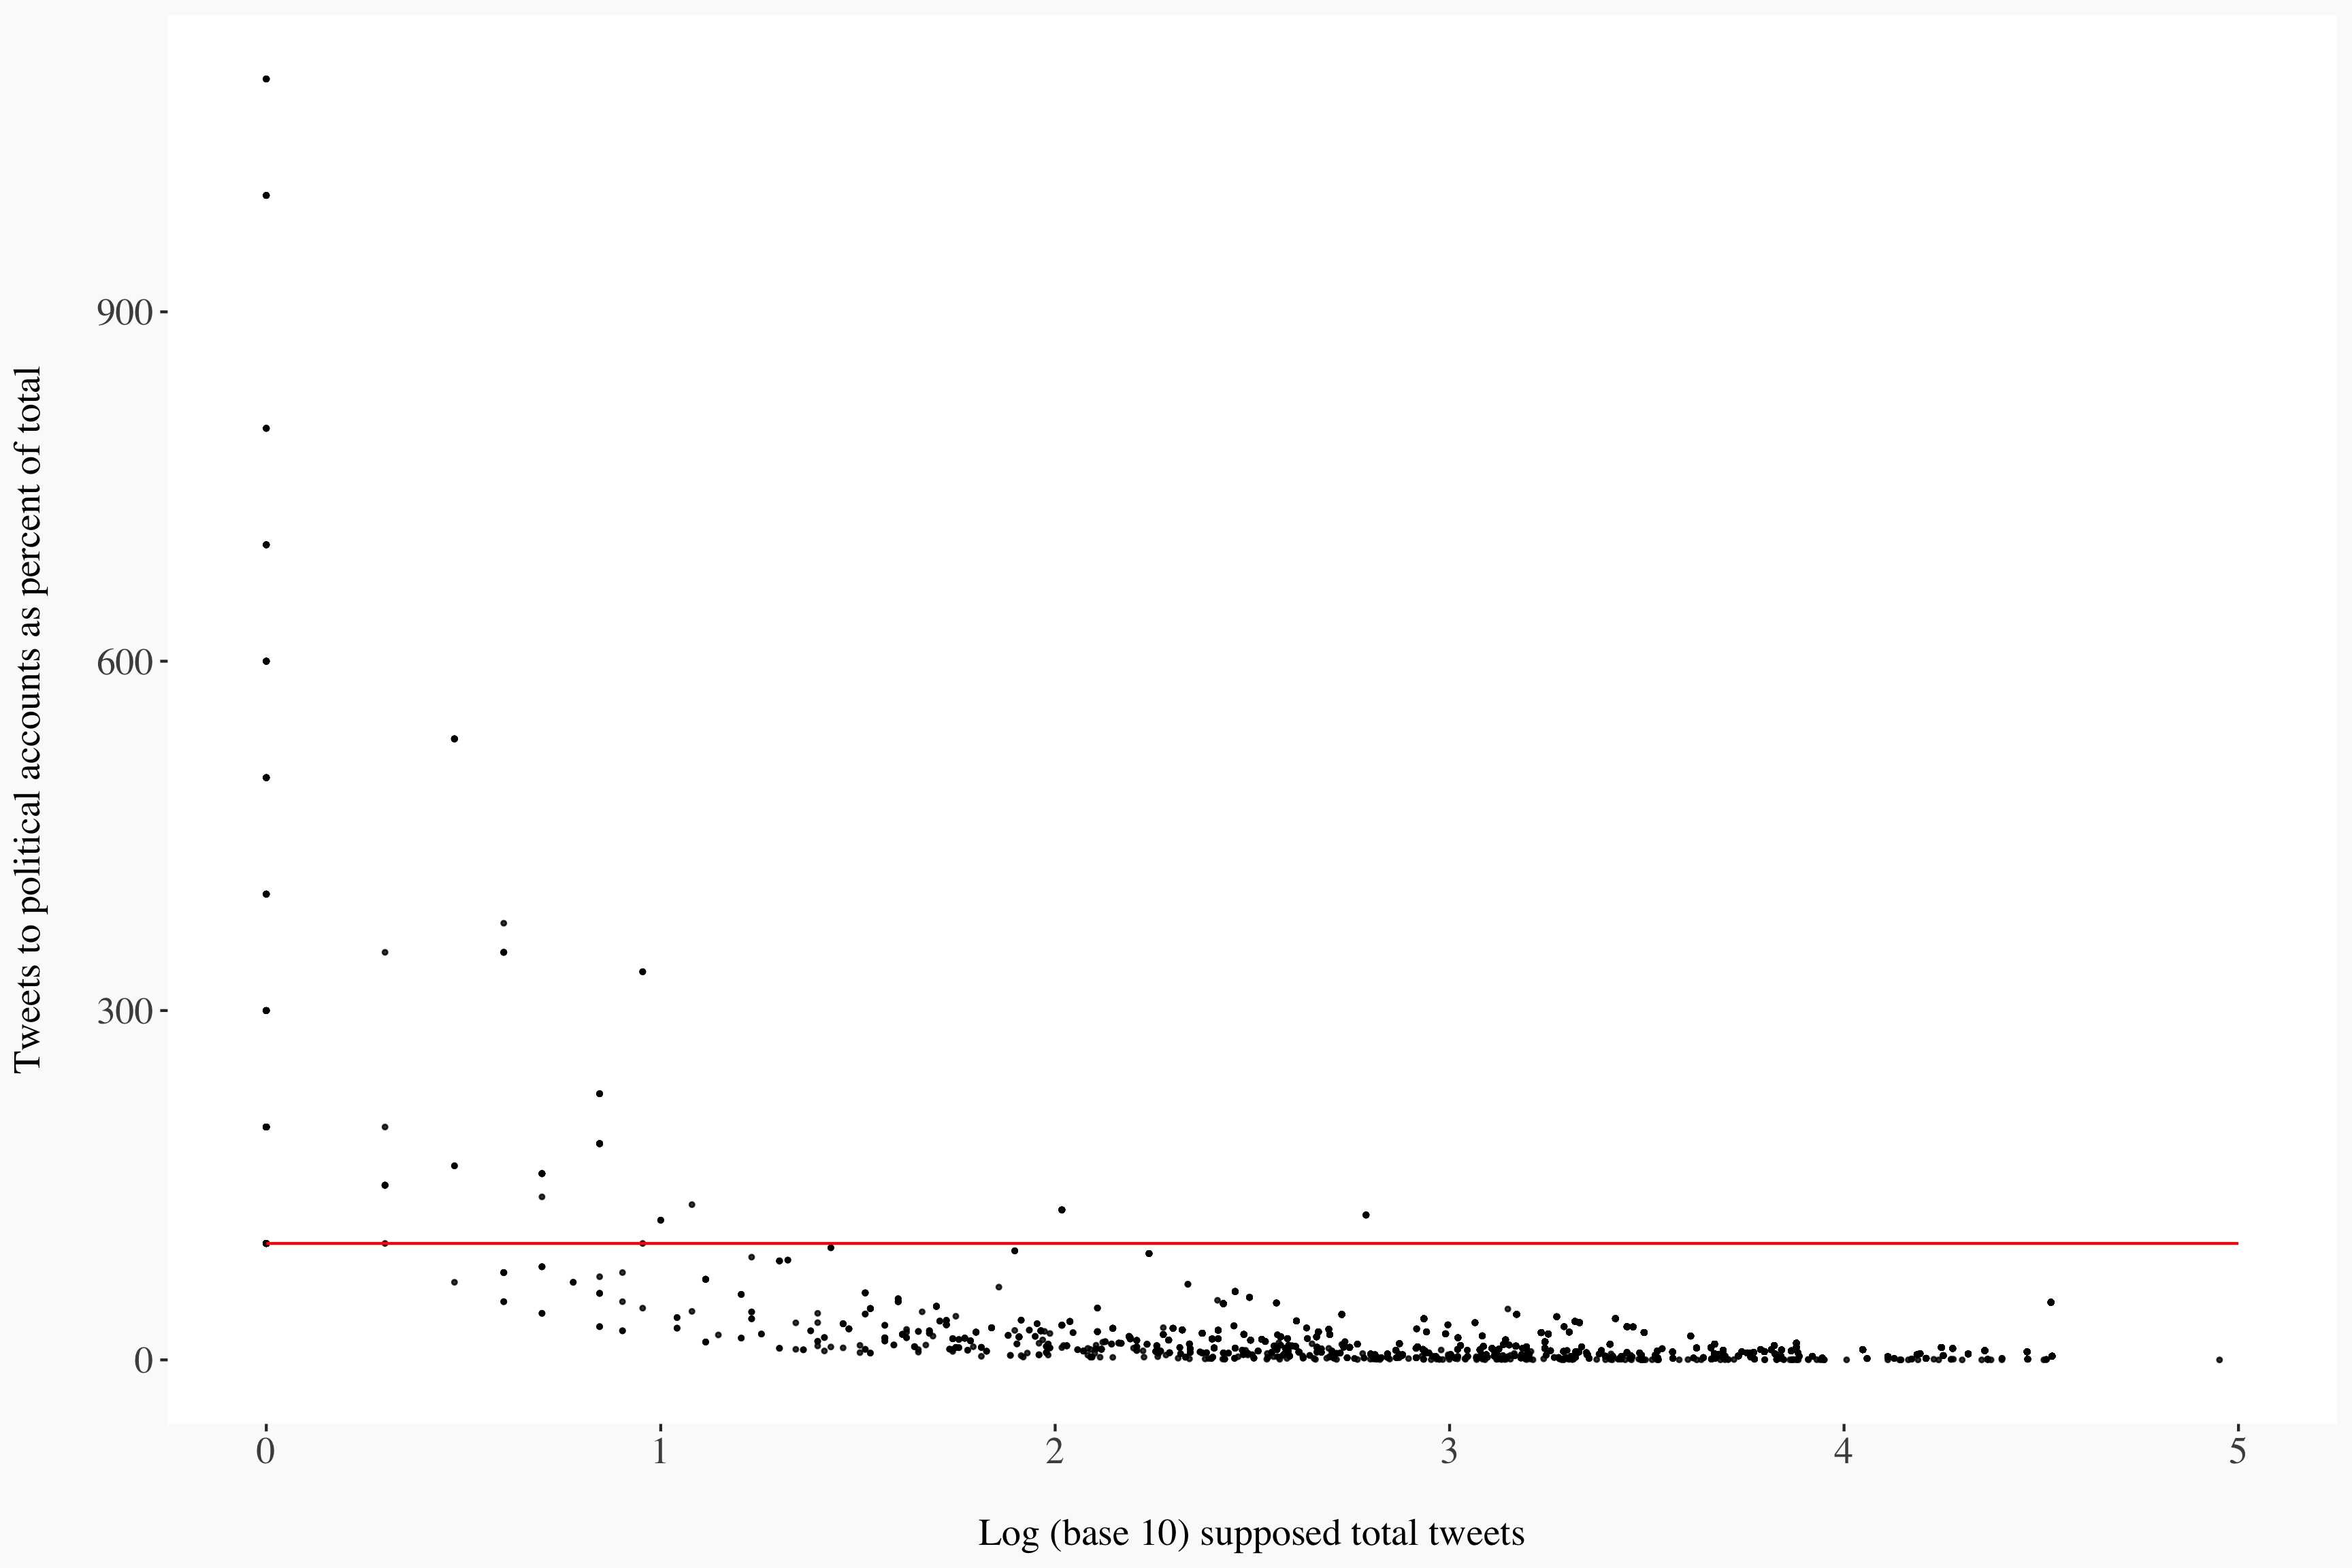 Tweets to political accounts as percent of total
900
600
300
0
0 1 2 3 4 5
Log (base 10) supposed total tweets